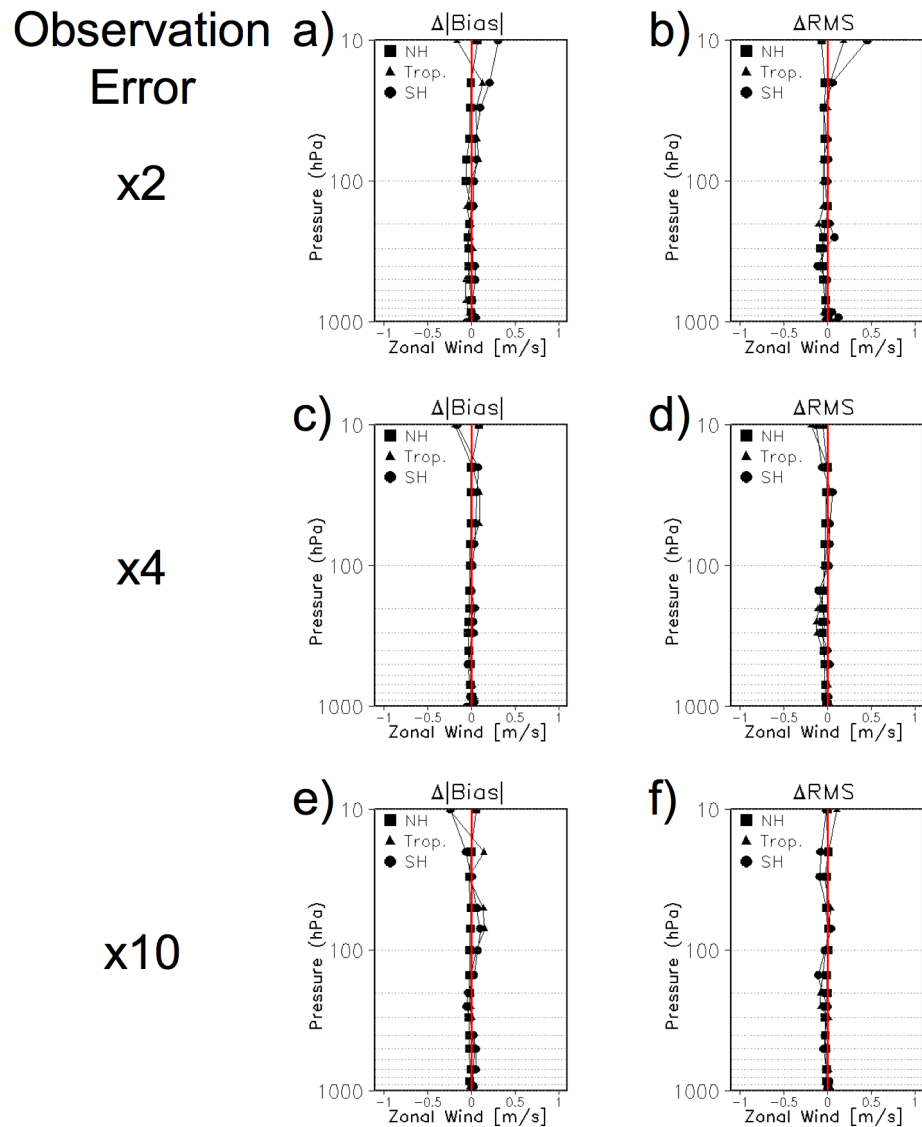 Observation
Error
a) Δ|Bias|
b) ΔRMS
10
100
1000
Pressure (hPa)
NH
Trop.
SH
-1 -0.5 0 0.5 1
Zonal Wind [m/s]
10
100
1000
Pressure (hPa)
NH
Trop.
SH
-1 -0.5 0 0.5 1
Zonal Wind [m/s]
x2
c) Δ|Bias|
d) ΔRMS
10
100
1000
Pressure (hPa)
NH
Trop.
SH
-1 -0.5 0 0.5 1
Zonal Wind [m/s]
10
100
1000
Pressure (hPa)
NH
Trop.
SH
-1 -0.5 0 0.5 1
Zonal Wind [m/s]
x4
e) Δ|Bias|
f) ΔRMS
10
100
1000
Pressure (hPa)
NH
Trop.
SH
-1 -0.5 0 0.5 1
Zonal Wind [m/s]
10
100
1000
Pressure (hPa)
NH
Trop.
SH
-1 -0.5 0 0.5 1
Zonal Wind [m/s]
x10